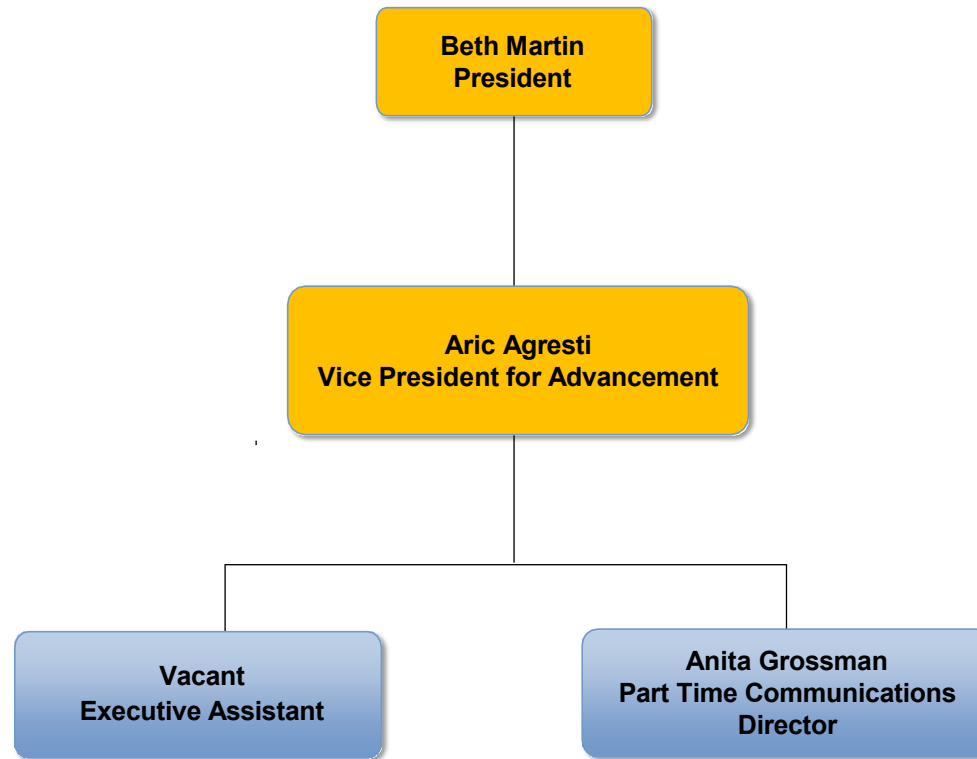 Beth Martin
President
Aric Agresti
Vice President for Advancement
Vacant
Executive Assistant
Anita Grossman
Part Time Communications
Director